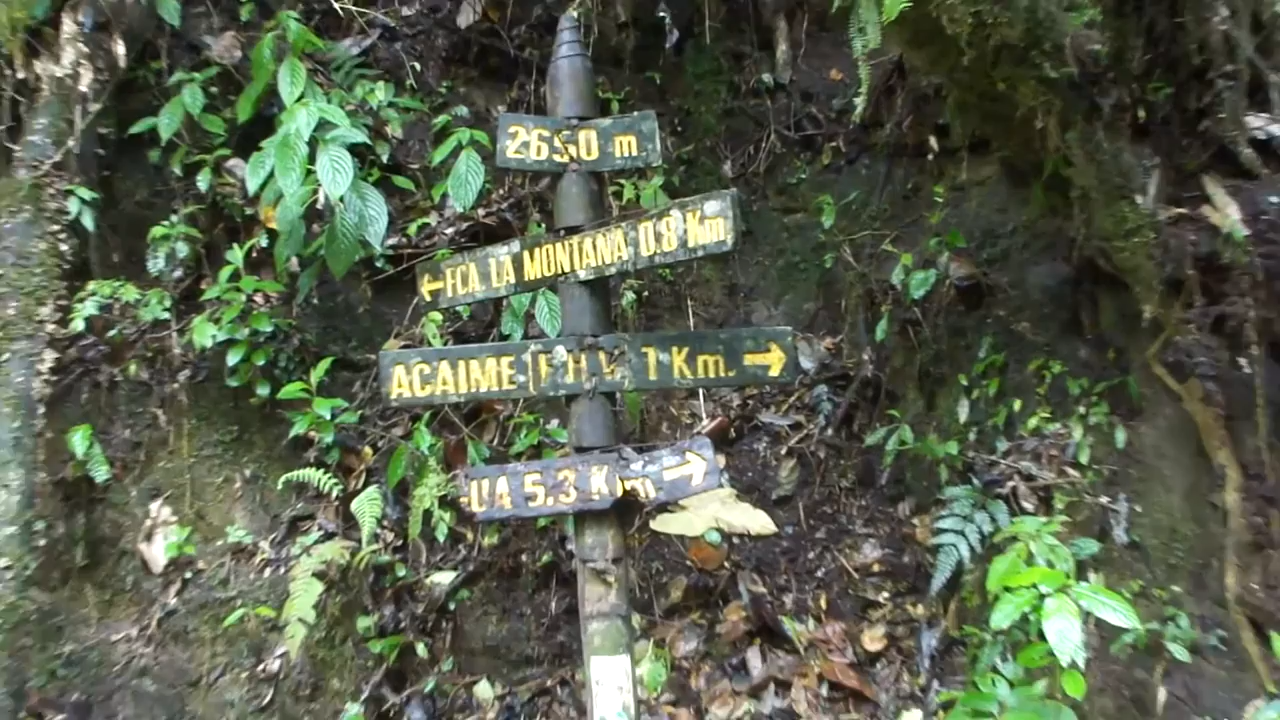 2650 m.
←FCA. LA MONTAÑA 0.8 Km.
ACAIME 1 Km. →
5.3 Km →